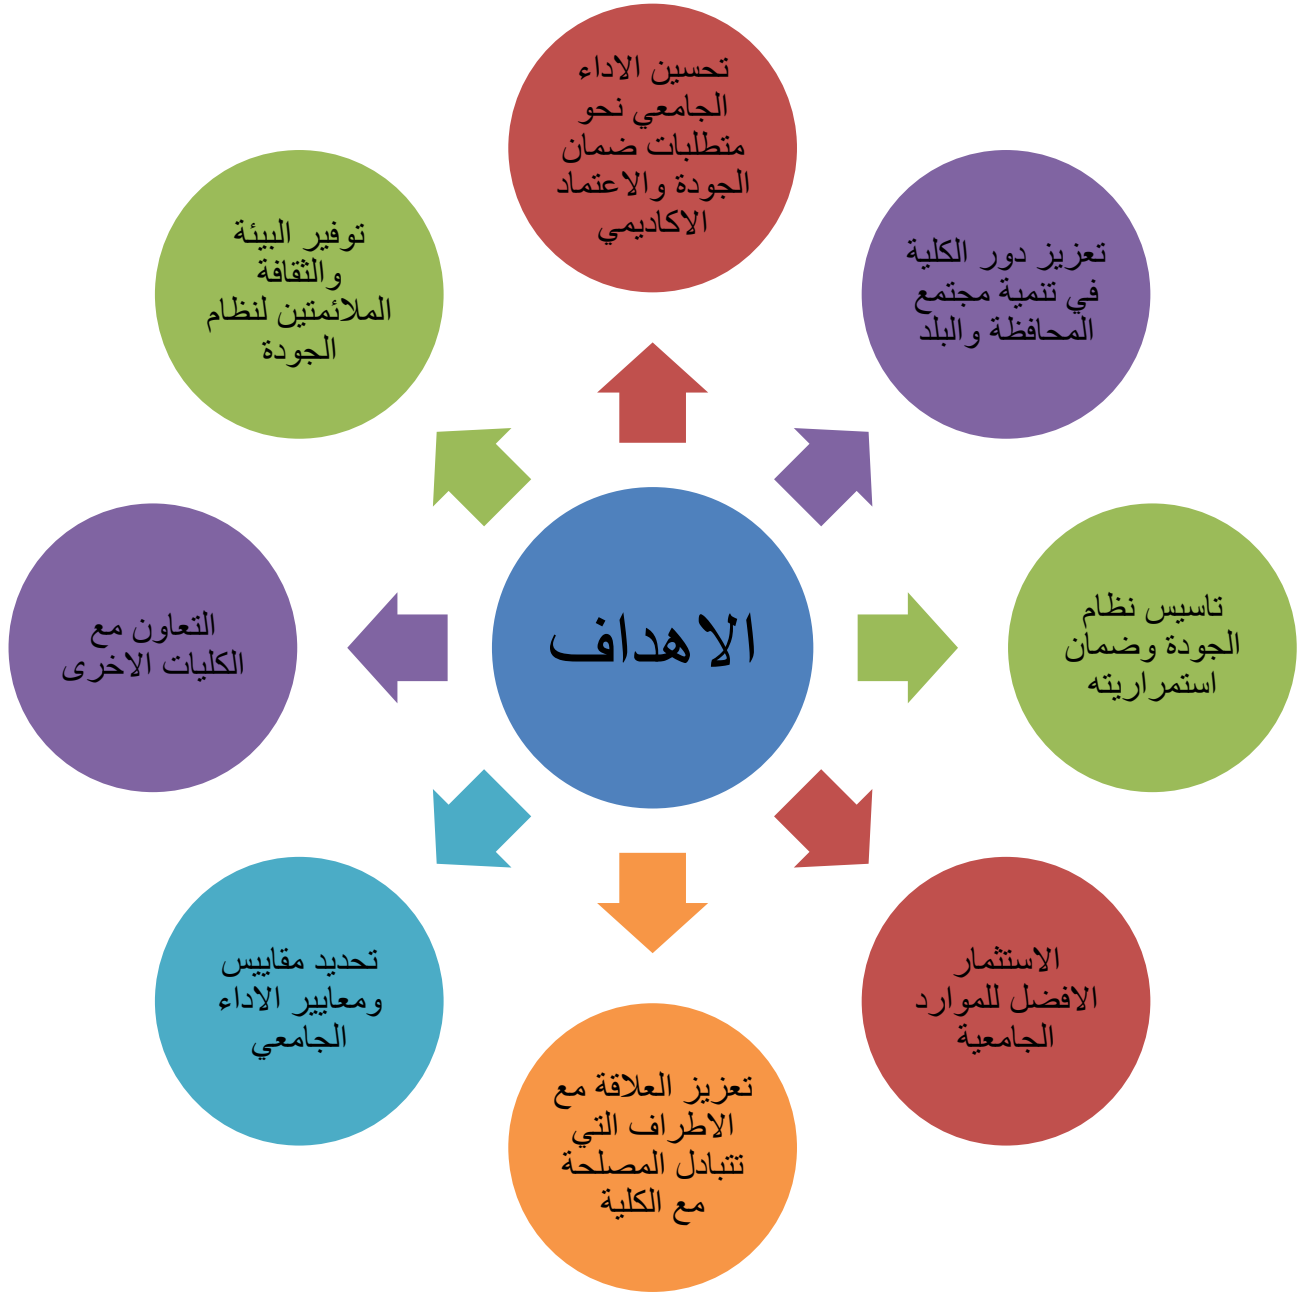 تحسين الاداء
الجامعي نحو
متطلبات ضمان
الجودة والاعتماد
الاكاديمي
تعزيز دور الكلية
في تنمية مجتمع
المحافظة والبلد
تاسيس نظام
الجودة وضمان
استمراريته
الاستثمار
الافضل للموارد
الجامعية
تعزيز العلاقة مع
الاطراف التي
تتبادل المصلحة
مع الكلية
تحديد مقاييس
ومعايير الاداء
الجامعي
التعاون مع
الكليات الاخرى
توفير البيئة
والثقافة
الملائمتين لنظام
الجودة
الاهداف